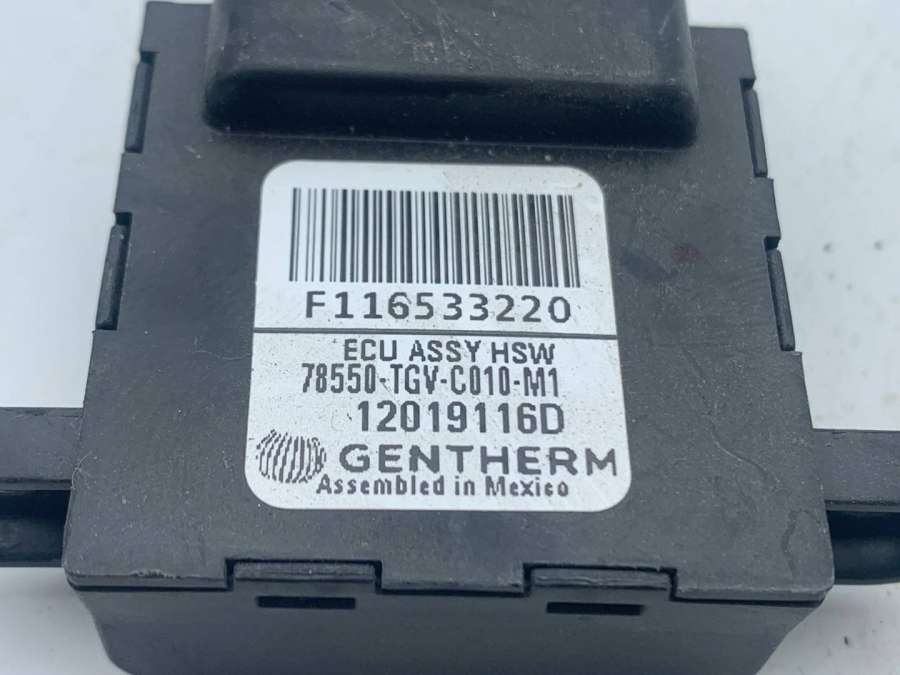 F116533220
ECU ASSY HSW
78550-TGV-C010-M1
12019116D
GENTHERM
Assembled in Mexico